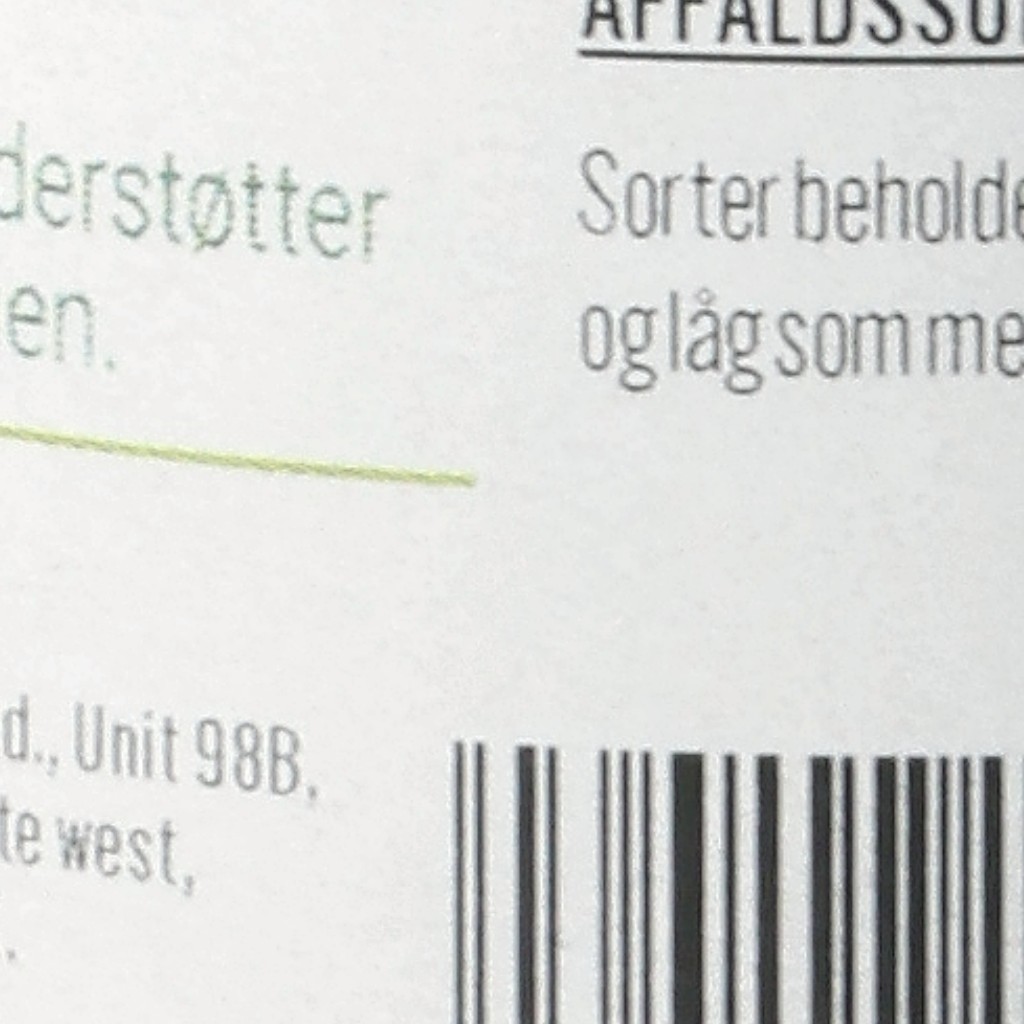 derstøtter
en.
d., Unit 98B,
te west,
.
AFFALDSSO
Sorter beholde
og låg som me